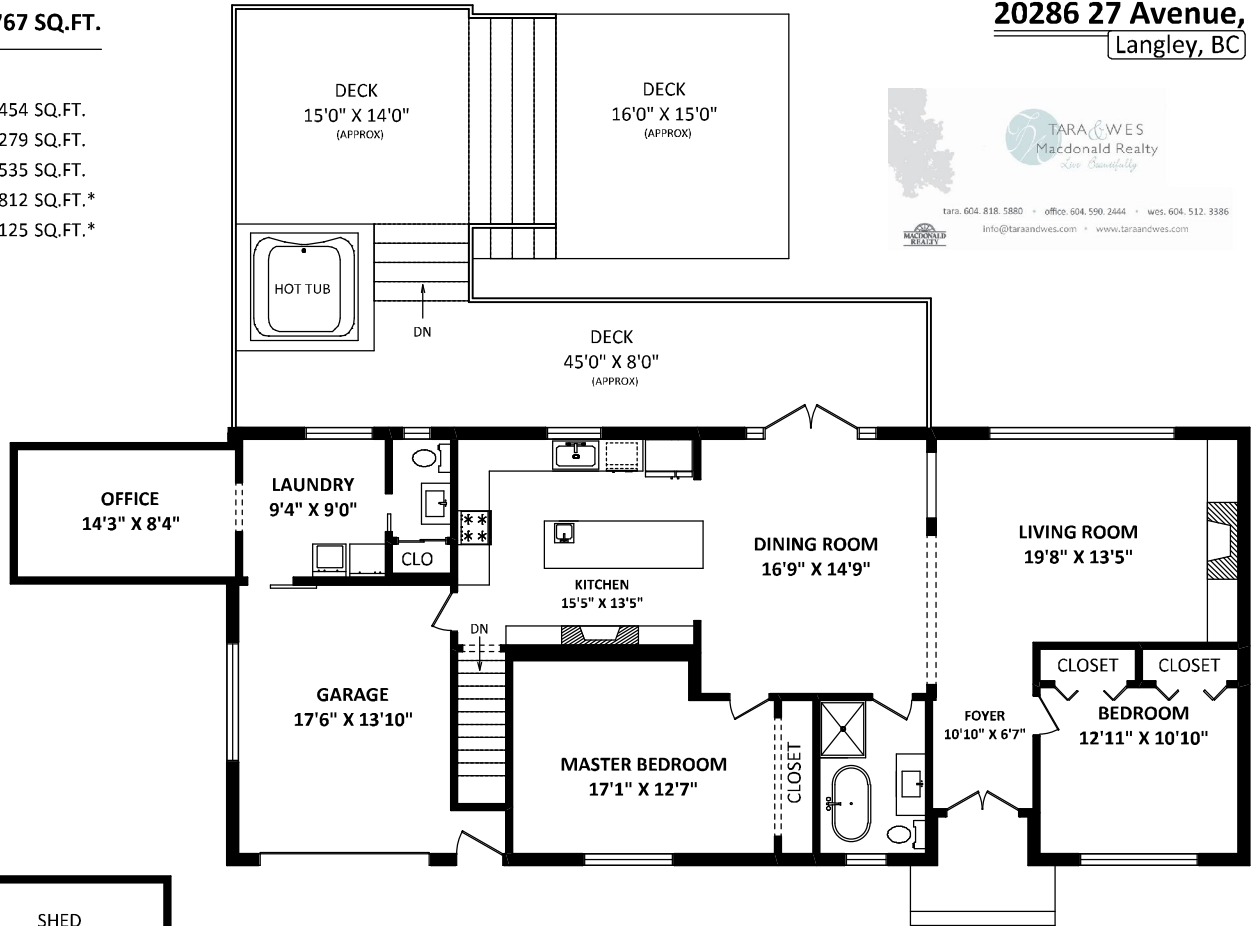 767 SQ.FT.
454 SQ.FT.
279 SQ.FT.
535 SQ.FT.
812 SQ.FT.*
125 SQ.FT.*
20286 27 Avenue,
Langley, BC
TARA & WES
Macdonald Realty
Live Beautifully
tara. 604. 818. 5880 • office. 604. 590. 2444 • wes. 604. 512. 3386
info@taraandwes.com • www.taraandwes.com
MACDONALD
REALTY
DECK
15'0" X 14'0"
(APPROX)
DECK
16'0" X 15'0"
(APPROX)
HOT TUB
DN
DECK
45'0" X 8'0"
(APPROX)
OFFICE
14'3" X 8'4"
LAUNDRY
9'4" X 9'0"
CLO
KITCHEN
15'5" X 13'5"
DINING ROOM
16'9" X 14'9"
LIVING ROOM
19'8" X 13'5"
DN
GARAGE
17'6" X 13'10"
MASTER BEDROOM
17'1" X 12'7"
CLOSET
FOYER
10'10" X 6'7"
CLOSET
CLOSET
BEDROOM
12'11" X 10'10"
SHED